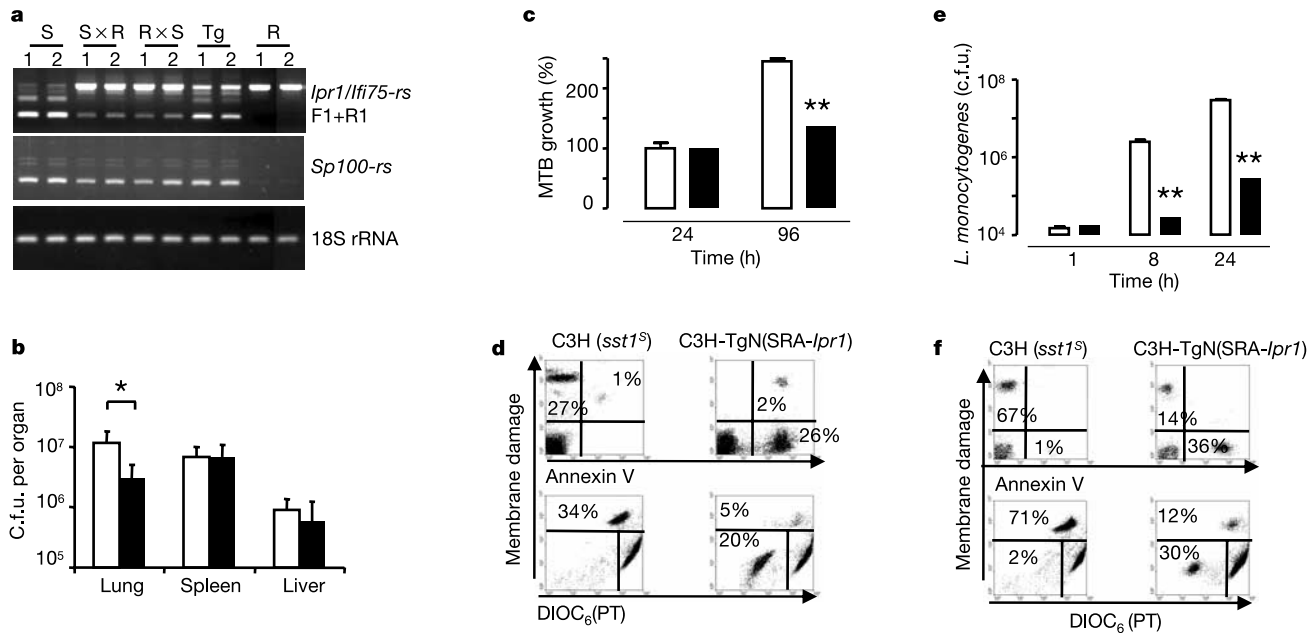 a
S S × R R × S Tg R
1 2 1 2 1 2 1 2 1 2
Ipr1/Ifi75-rs
F1+R1
Sp100-rs
18S rRNA
b
C.f.u. per organ
10⁸
10⁷
10⁶
10⁵
*
Lung Spleen Liver
c
MTB growth (%)
200
100
0
**
24 96
Time (h)
d
C3H (sst1ˢ) C3H-TgN(SRA-Ipr1)
Membrane damage
1%
27%
2%
26%
Annexin V
34%
5%
20%
DIOC₆(PT)
e
L. monocytogenes (c.f.u.)
10⁸
10⁶
10⁴
**
**
1 8 24
Time (h)
f
C3H (sst1ˢ) C3H-TgN(SRA-Ipr1)
Membrane damage
67%
1%
14%
36%
Annexin V
71%
2%
12%
30%
DIOC₆ (PT)